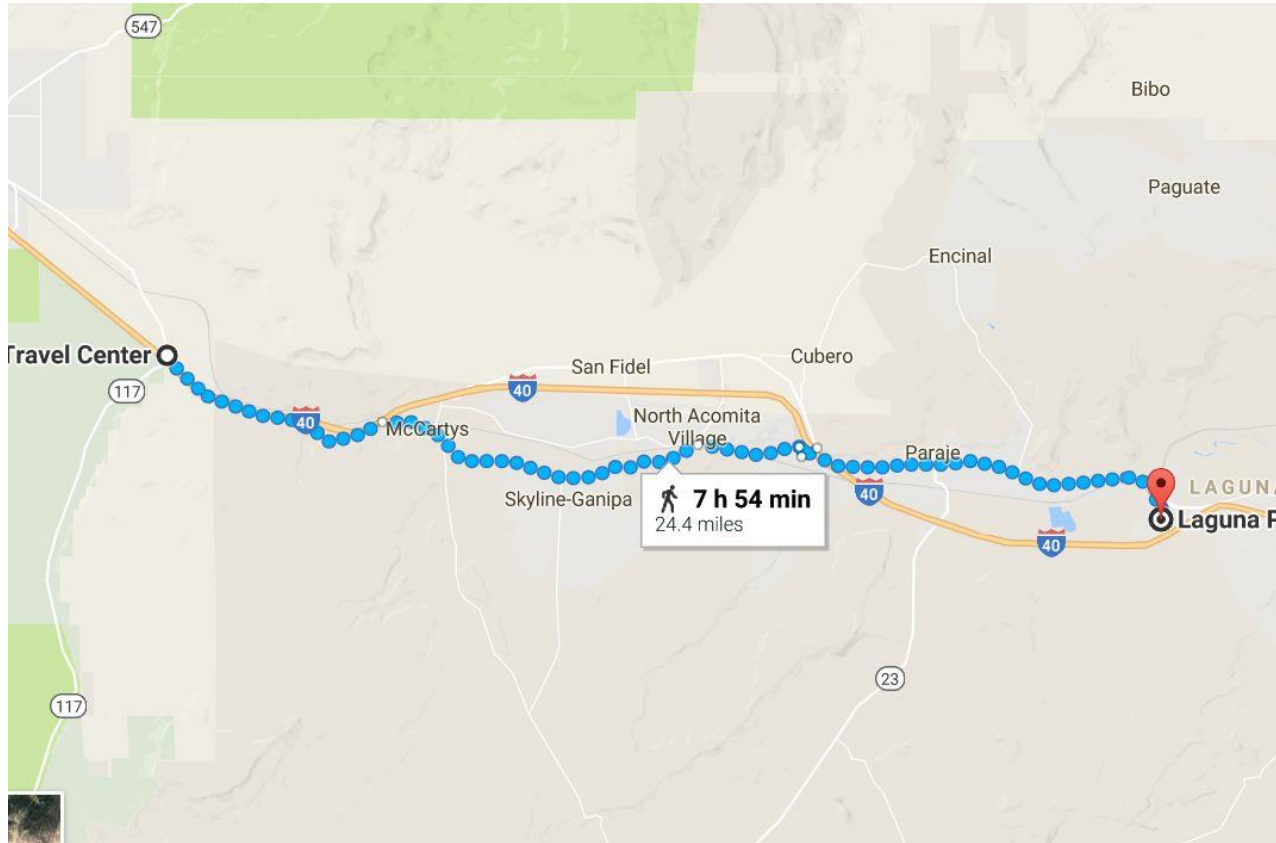 547
Bibo
Paguate
Encinal
Travel Center
San Fidel
Cubero
117
40
40
North Acomita
Village
McCartys
Paraje
Skyline-Ganipa
7 h 54 min
24.4 miles
40
LAGUNA
Laguna P
40
23
117